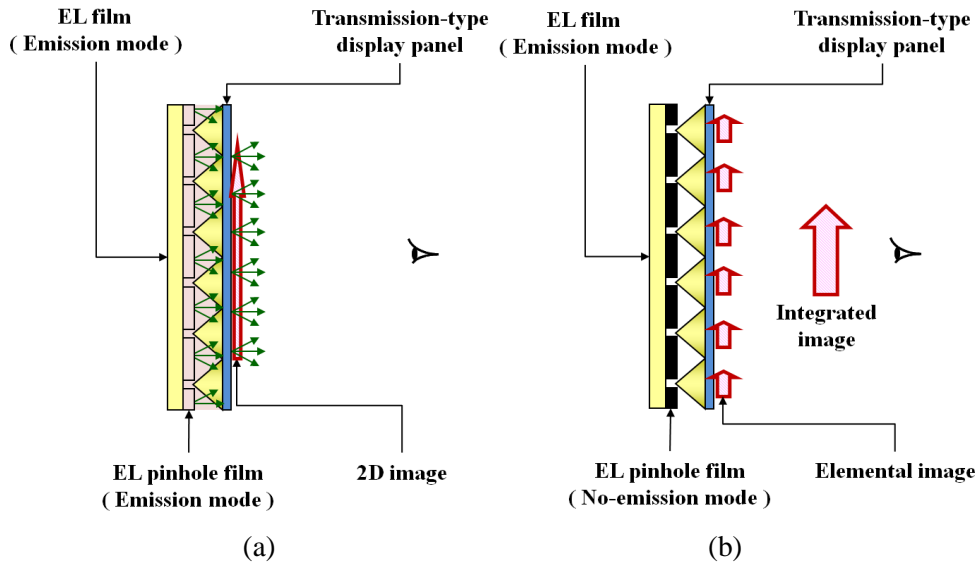 EL film
( Emission mode )
Transmission-type
display panel
EL pinhole film
( Emission mode )
2D image
(a)
EL film
( Emission mode )
Transmission-type
display panel
Integrated
image
EL pinhole film
( No-emission mode )
Elemental image
(b)